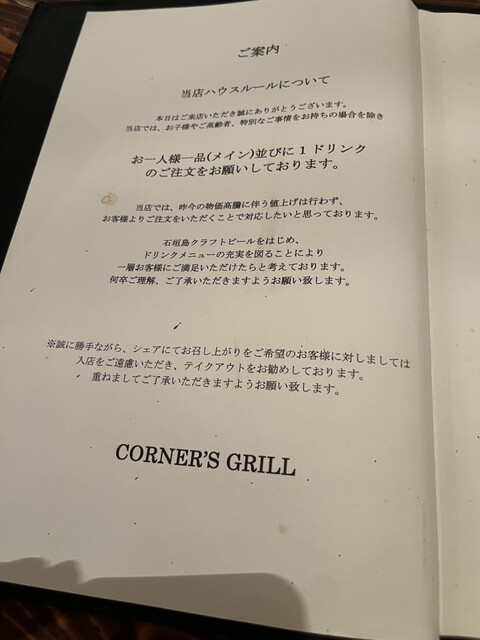 ご案内
当店ハウスルールについて
本日はご来店いただき誠にありがとうございます。
当店では、お子様やご高齢者、特別なご事情をお持ちの場合を除き
お一人様一品(メイン)並びに1ドリンク
のご注文をお願いしております。
当店では、昨今の物価高騰に伴う値上げは行わず、
お客様よりご注文をいただくことで対応したいと思っております。
石垣島クラフトビールをはじめ、
ドリンクメニューの充実を図ることにより
一層お客様にご満足いただけたらと考えております。
何卒ご理解、ご了承いただきますようお願い致します。
※誠に勝手ながら、シェアにてお召し上がりをご希望のお客様に対しましては
入店をご遠慮いただき、テイクアウトをお勧めしております。
重ねましてご了承いただきますようお願い致します。
CORNER'S GRILL